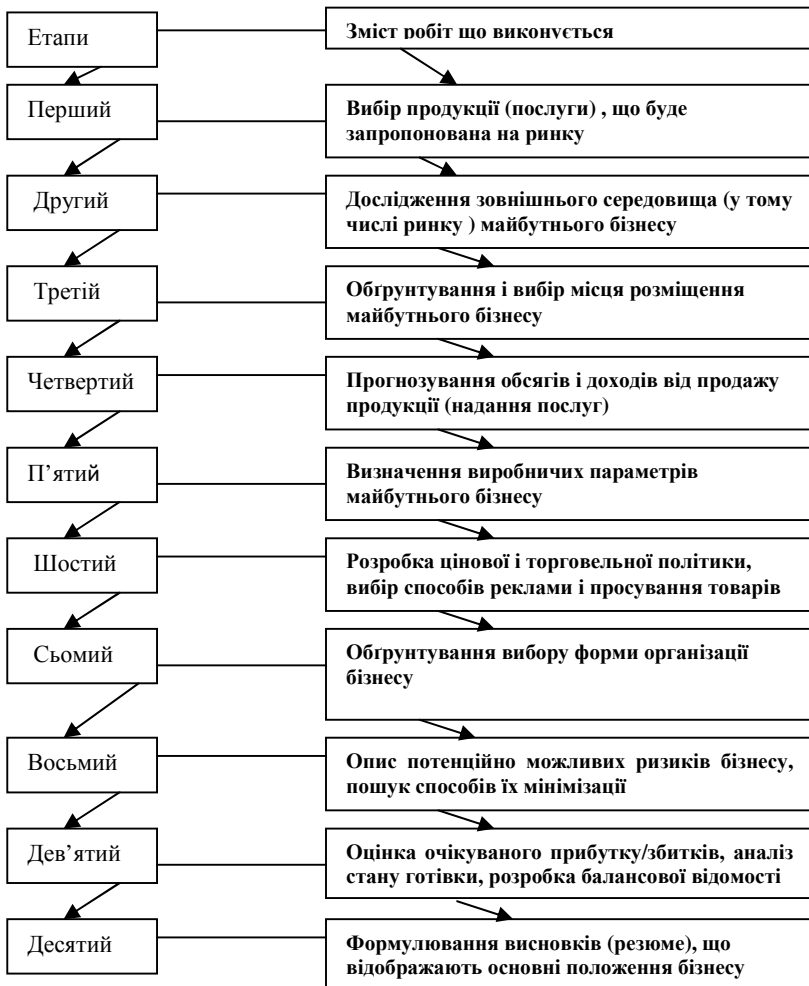 Етапи
Зміст робіт що виконується
Перший
Вибір продукції (послуги) , що буде
запропонована на ринку
Другий
Дослідження зовнішнього середовища (у тому
числі ринку ) майбутнього бізнесу
Третій
Обґрунтування і вибір місця розміщення
майбутнього бізнесу
Четвертий
Прогнозування обсягів і доходів від продажу
продукції (надання послуг)
П’ятий
Визначення виробничих параметрів
майбутнього бізнесу
Шостий
Розробка цінової і торговельної політики,
вибір способів реклами і просування товарів
Сьомий
Обґрунтування вибору форми організації
бізнесу
Восьмий
Опис потенційно можливих ризиків бізнесу,
пошук способів їх мінімізації
Дев’ятий
Оцінка очікуваного прибутку/збитків, аналіз
стану готівки, розробка балансової відомості
Десятий
Формулювання висновків (резюме), що
відображають основні положення бізнесу